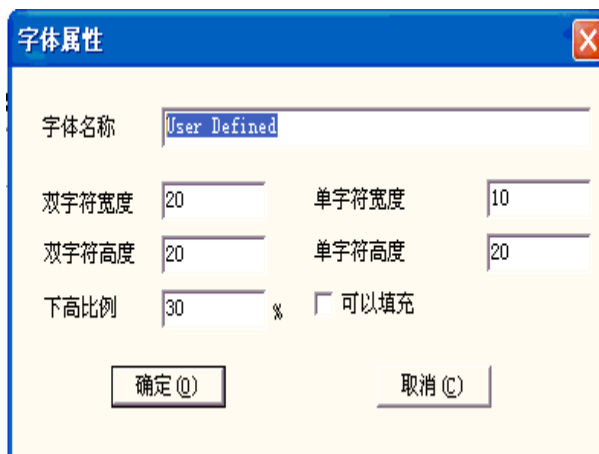 字体属性
字体名称 User Defined
双字符宽度 20 单字符宽度 10
双字符高度 20 单字符高度 20
下高比例 30 % 可以填充
确定(O) 取消(C)